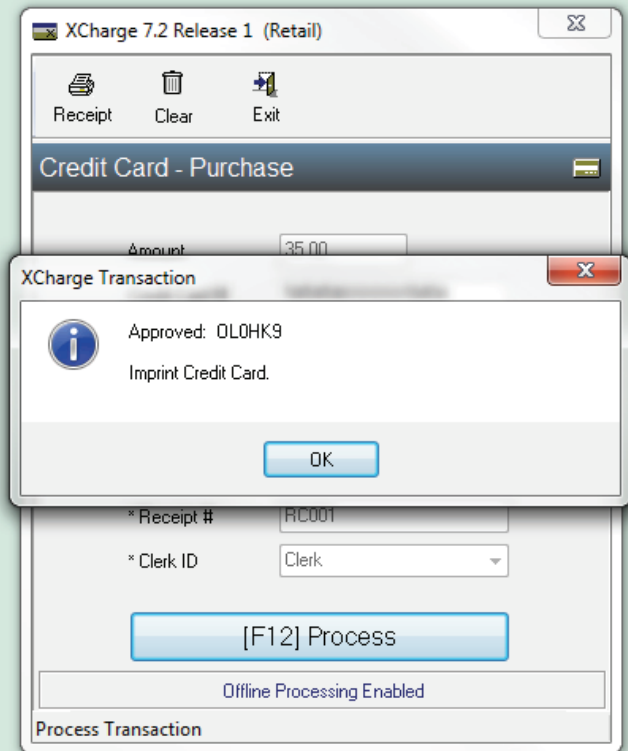 XCharge 7.2 Release 1 (Retail)
Receipt Clear Exit
Credit Card - Purchase
Amount 35.00
XCharge Transaction
Approved: OL0HK9
Imprint Credit Card.
OK
* Receipt # RC001
* Clerk ID Clerk
[F12] Process
Offline Processing Enabled
Process Transaction